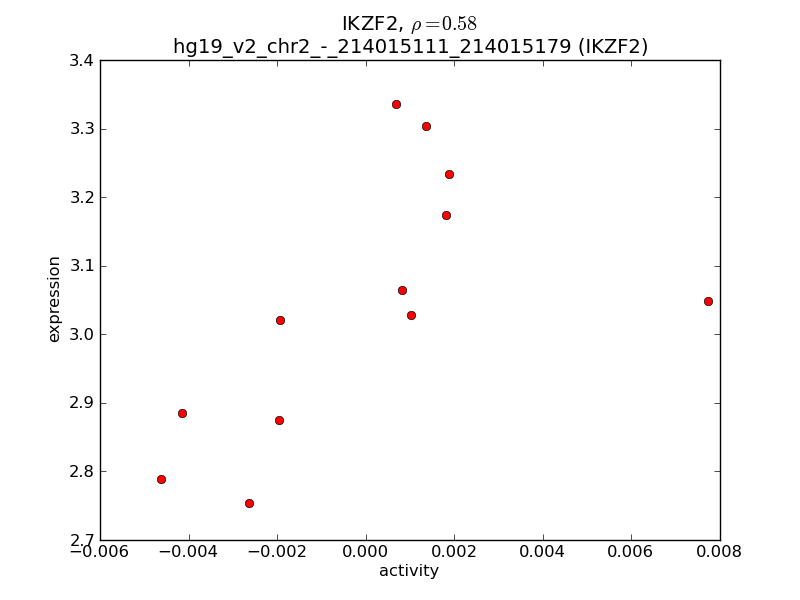 IKZF2, ρ = 0.58
hg19_v2_chr2_-_214015111_214015179 (IKZF2)
3.4
3.3
3.2
3.1
3.0
2.9
2.8
2.7
expression
−0.006 −0.004 −0.002 0.000 0.002 0.004 0.006 0.008
activity